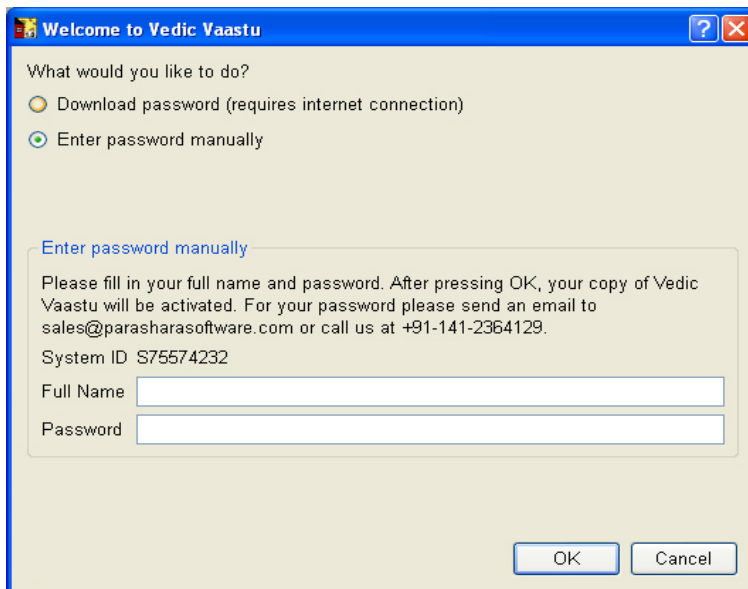 Welcome to Vedic Vaastu
What would you like to do?
Download password (requires internet connection)
Enter password manually
Enter password manually
Please fill in your full name and password. After pressing OK, your copy of Vedic
Vaastu will be activated. For your password please send an email to
sales@parasharasoftware.com or call us at +91-141-2364129.
System ID S75574232
Full Name
Password
OK Cancel